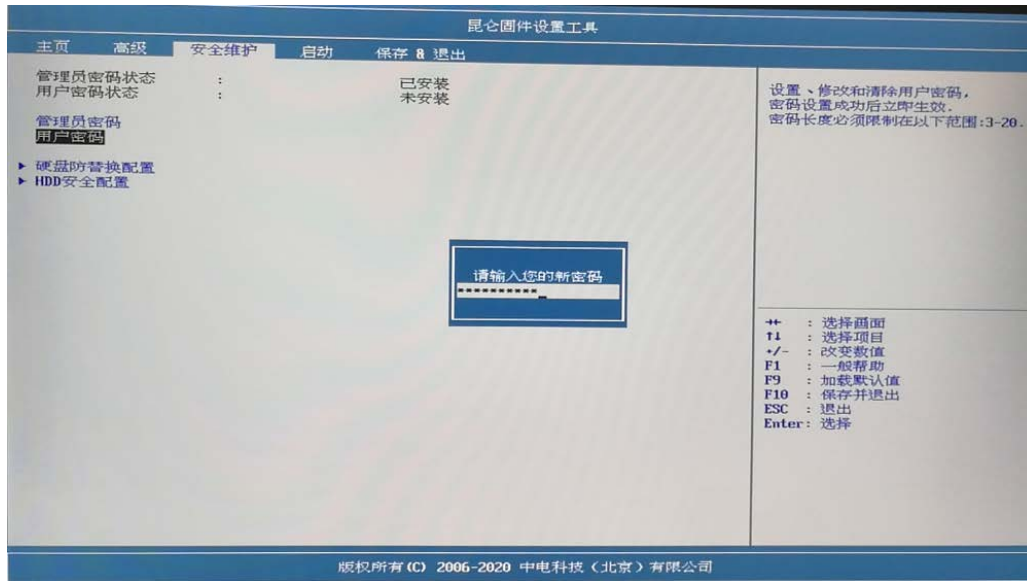 昆仑固件设置工具
主页 高级 安全维护 启动 保存 & 退出
管理员密码状态 : 已安装
用户密码状态 : 未安装
管理员密码
用户密码
▶ 硬盘防替换配置
▶ HDD安全配置
设置、修改和清除用户密码,
密码设置成功后立即生效.
密码长度必须限制在以下范围:3-20.
请输入您的新密码
**********_
→← : 选择画面
↑↓ : 选择项目
+/- : 改变数值
F1 : 一般帮助
F9 : 加载默认值
F10 : 保存并退出
ESC : 退出
Enter: 选择
版权所有(C) 2006-2020 中电科技(北京)有限公司